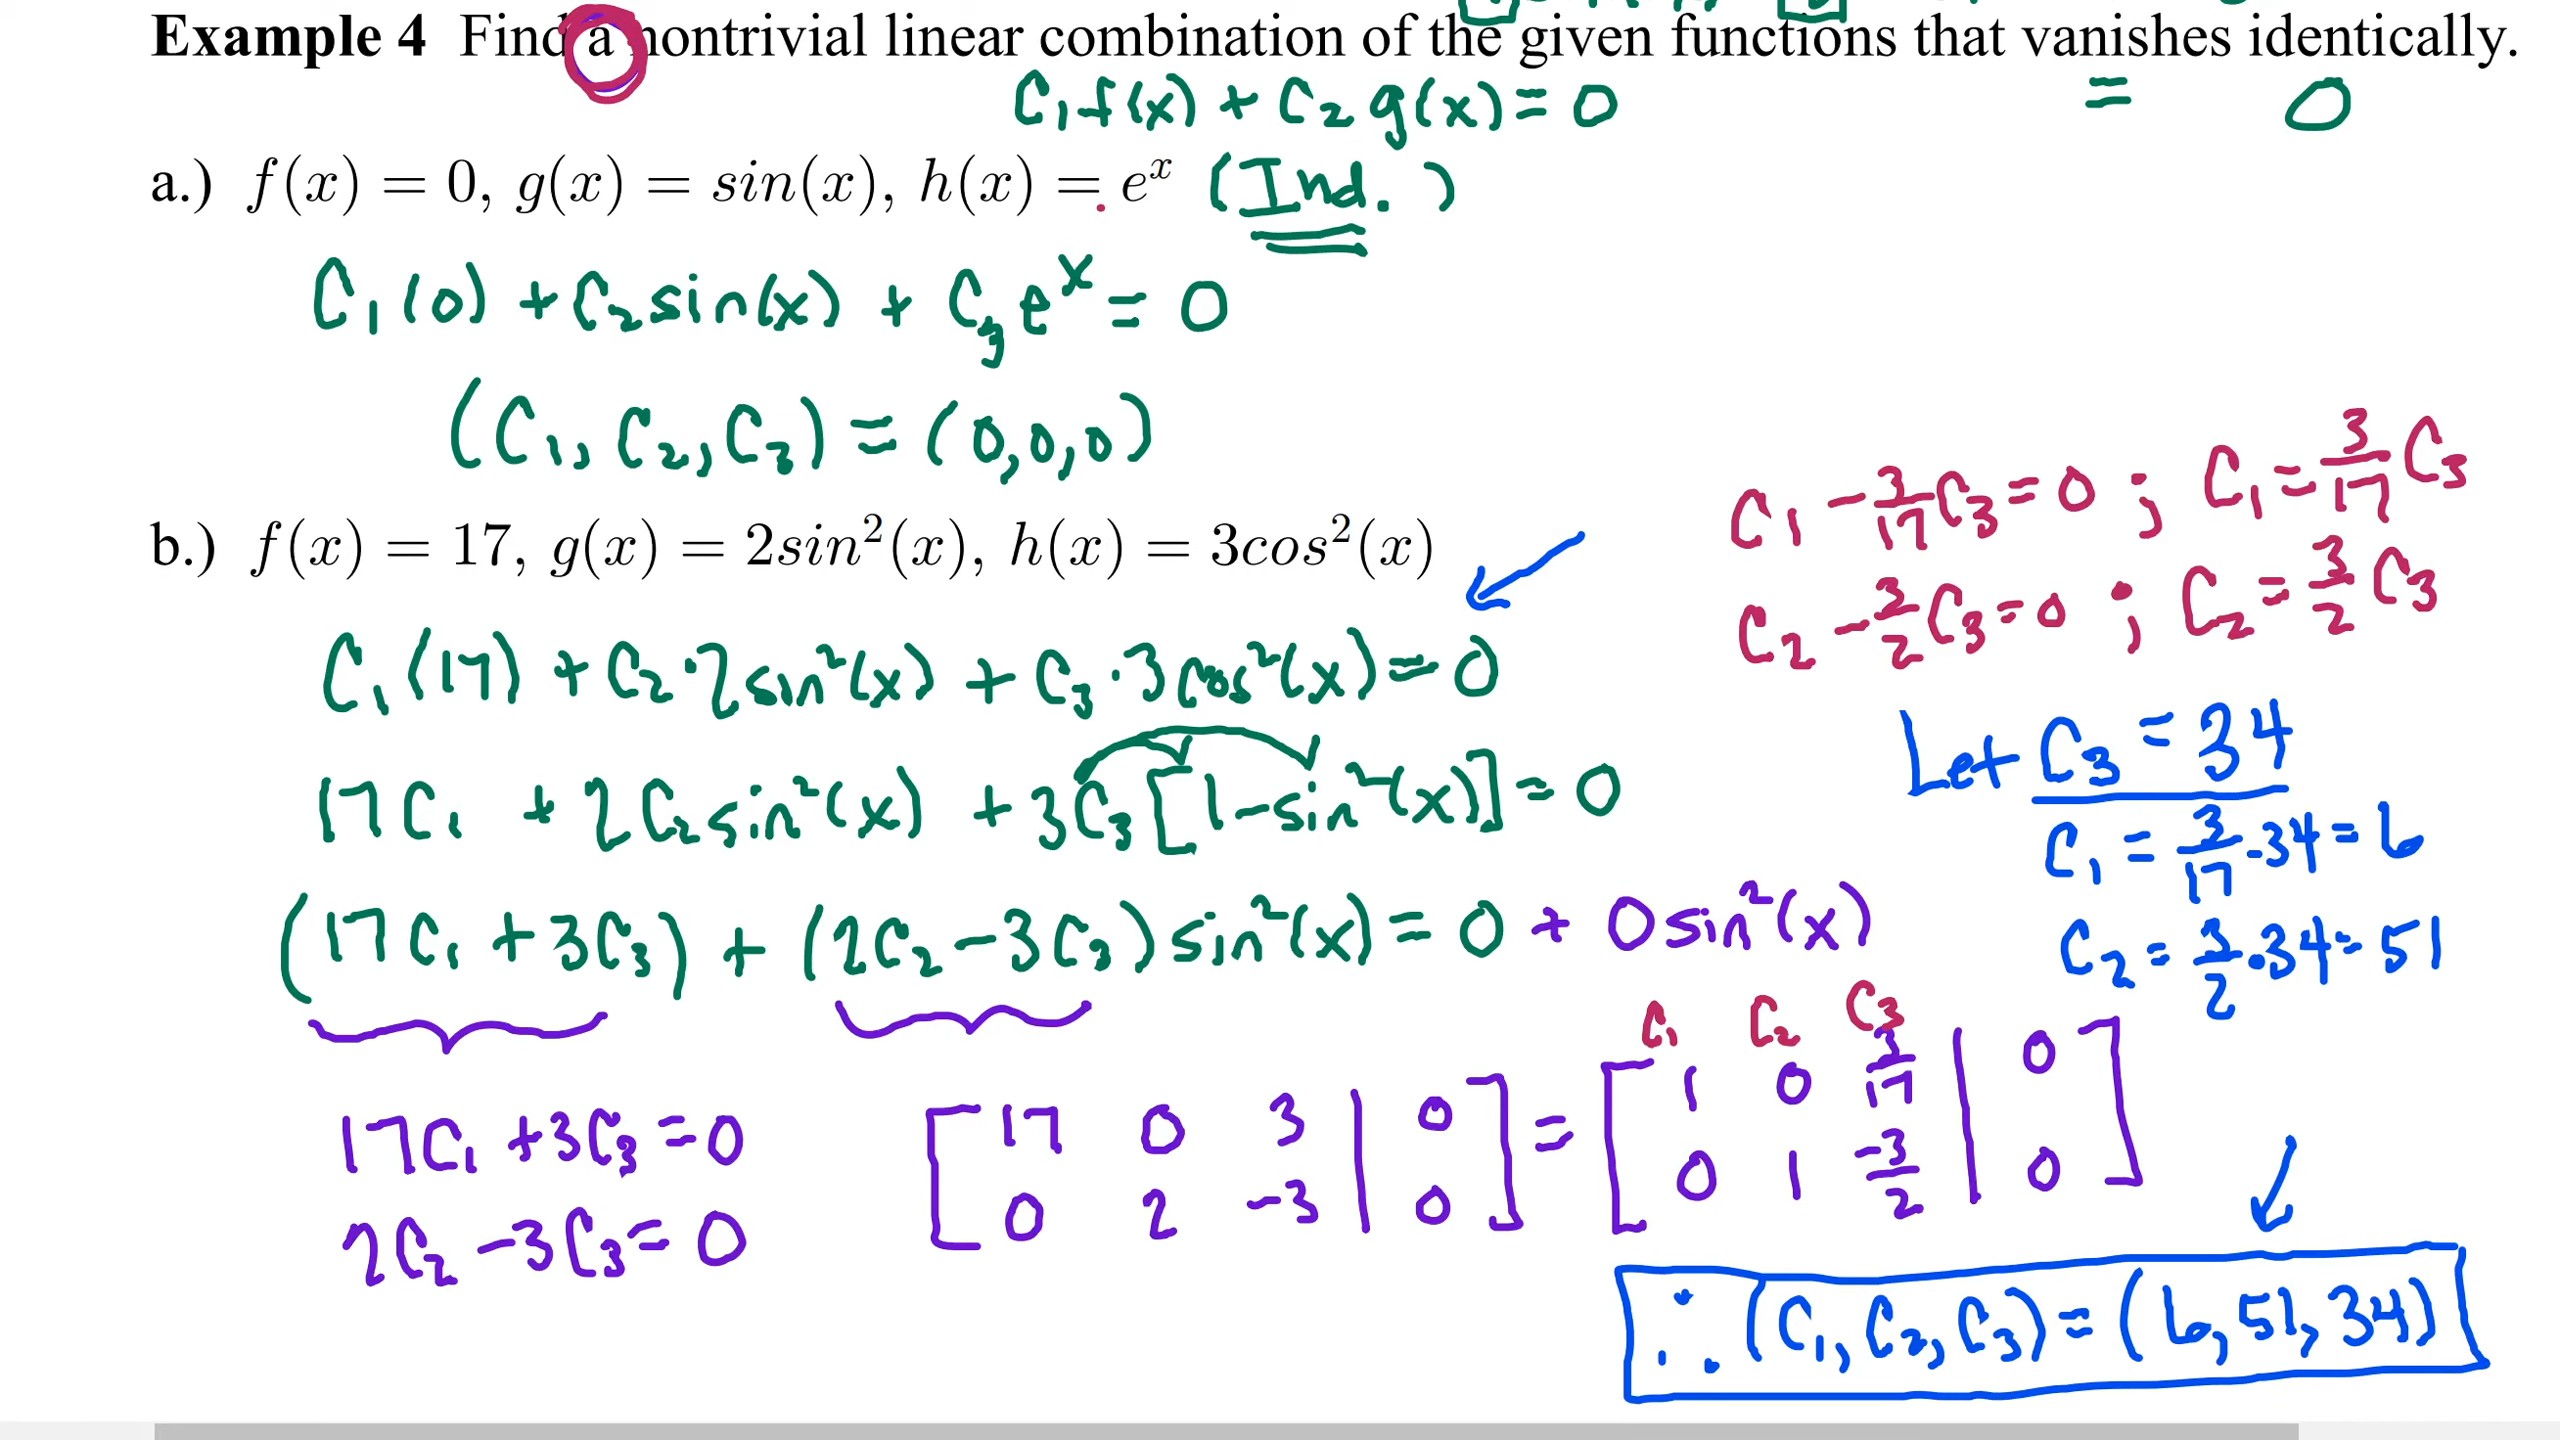 Example 4 Find a nontrivial linear combination of the given functions that vanishes identically.
C₁f(x) + C₂g(x) = 0
= 0
a.) f(x) = 0, g(x) = sin(x), h(x) = eˣ (Ind.)
C₁(0) + C₂sin(x) + C₃eˣ = 0
(C₁, C₂, C₃) = (0,0,0)
C₁ - 3/17 C₃ = 0 ; C₁ = 3/17 C₃
b.) f(x) = 17, g(x) = 2sin²(x), h(x) = 3cos²(x)
C₂ - 3/2 C₃ = 0 ; C₂ = 3/2 C₃
C₁(17) + C₂·2sin²(x) + C₃·3cos²(x) = 0
Let C₃ = 34
17C₁ + 2C₂sin²(x) + 3C₃[1-sin²(x)] = 0
C₁ = 3/17·34 = 6
(17C₁ + 3C₃) + (2C₂ - 3C₃)sin²(x) = 0 + 0sin²(x)
C₂ = 3/2·34 = 51
C₁ C₂ C₃
17C₁ + 3C₃ = 0
2C₂ - 3C₃ = 0
[17 0 3 | 0] = [1 0 3/17 | 0]
[0 2 -3 | 0] [0 1 -3/2 | 0]
∴ (C₁, C₂, C₃) = (6, 51, 34)